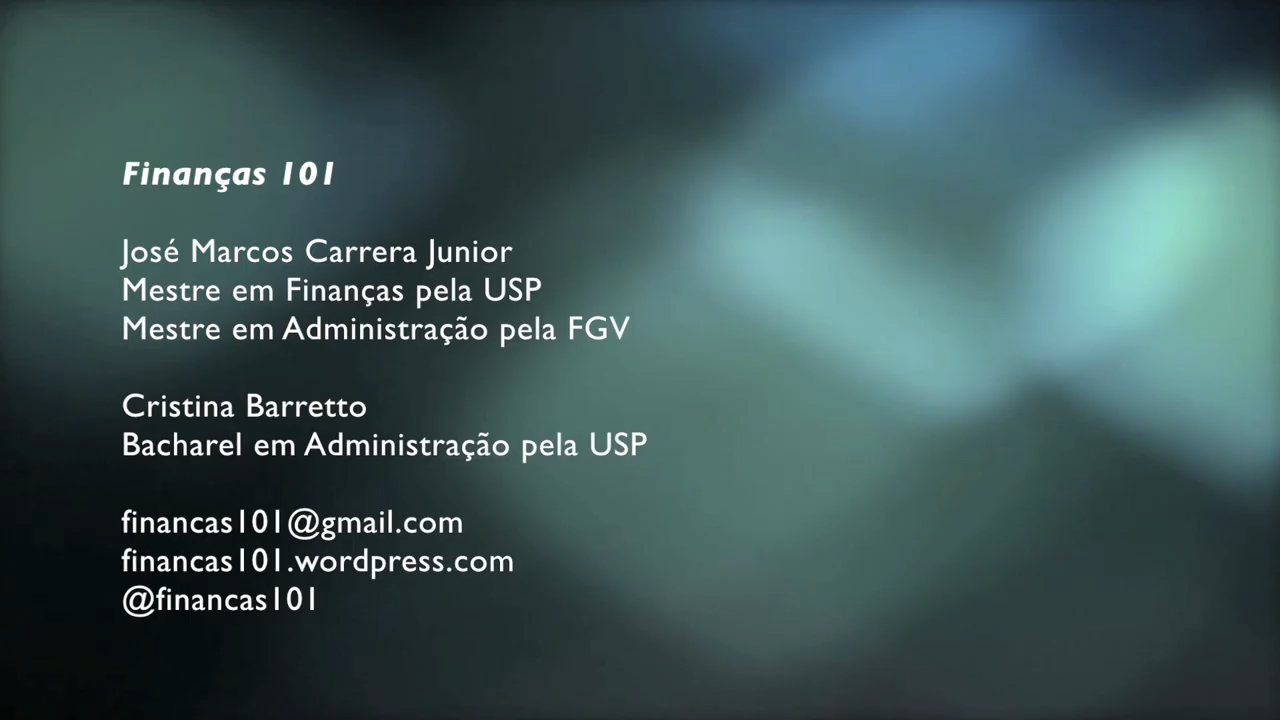 Finanças 101
José Marcos Carrera Junior
Mestre em Finanças pela USP
Mestre em Administração pela FGV
Cristina Barretto
Bacharel em Administração pela USP
financas101@gmail.com
financas101.wordpress.com
@financas101